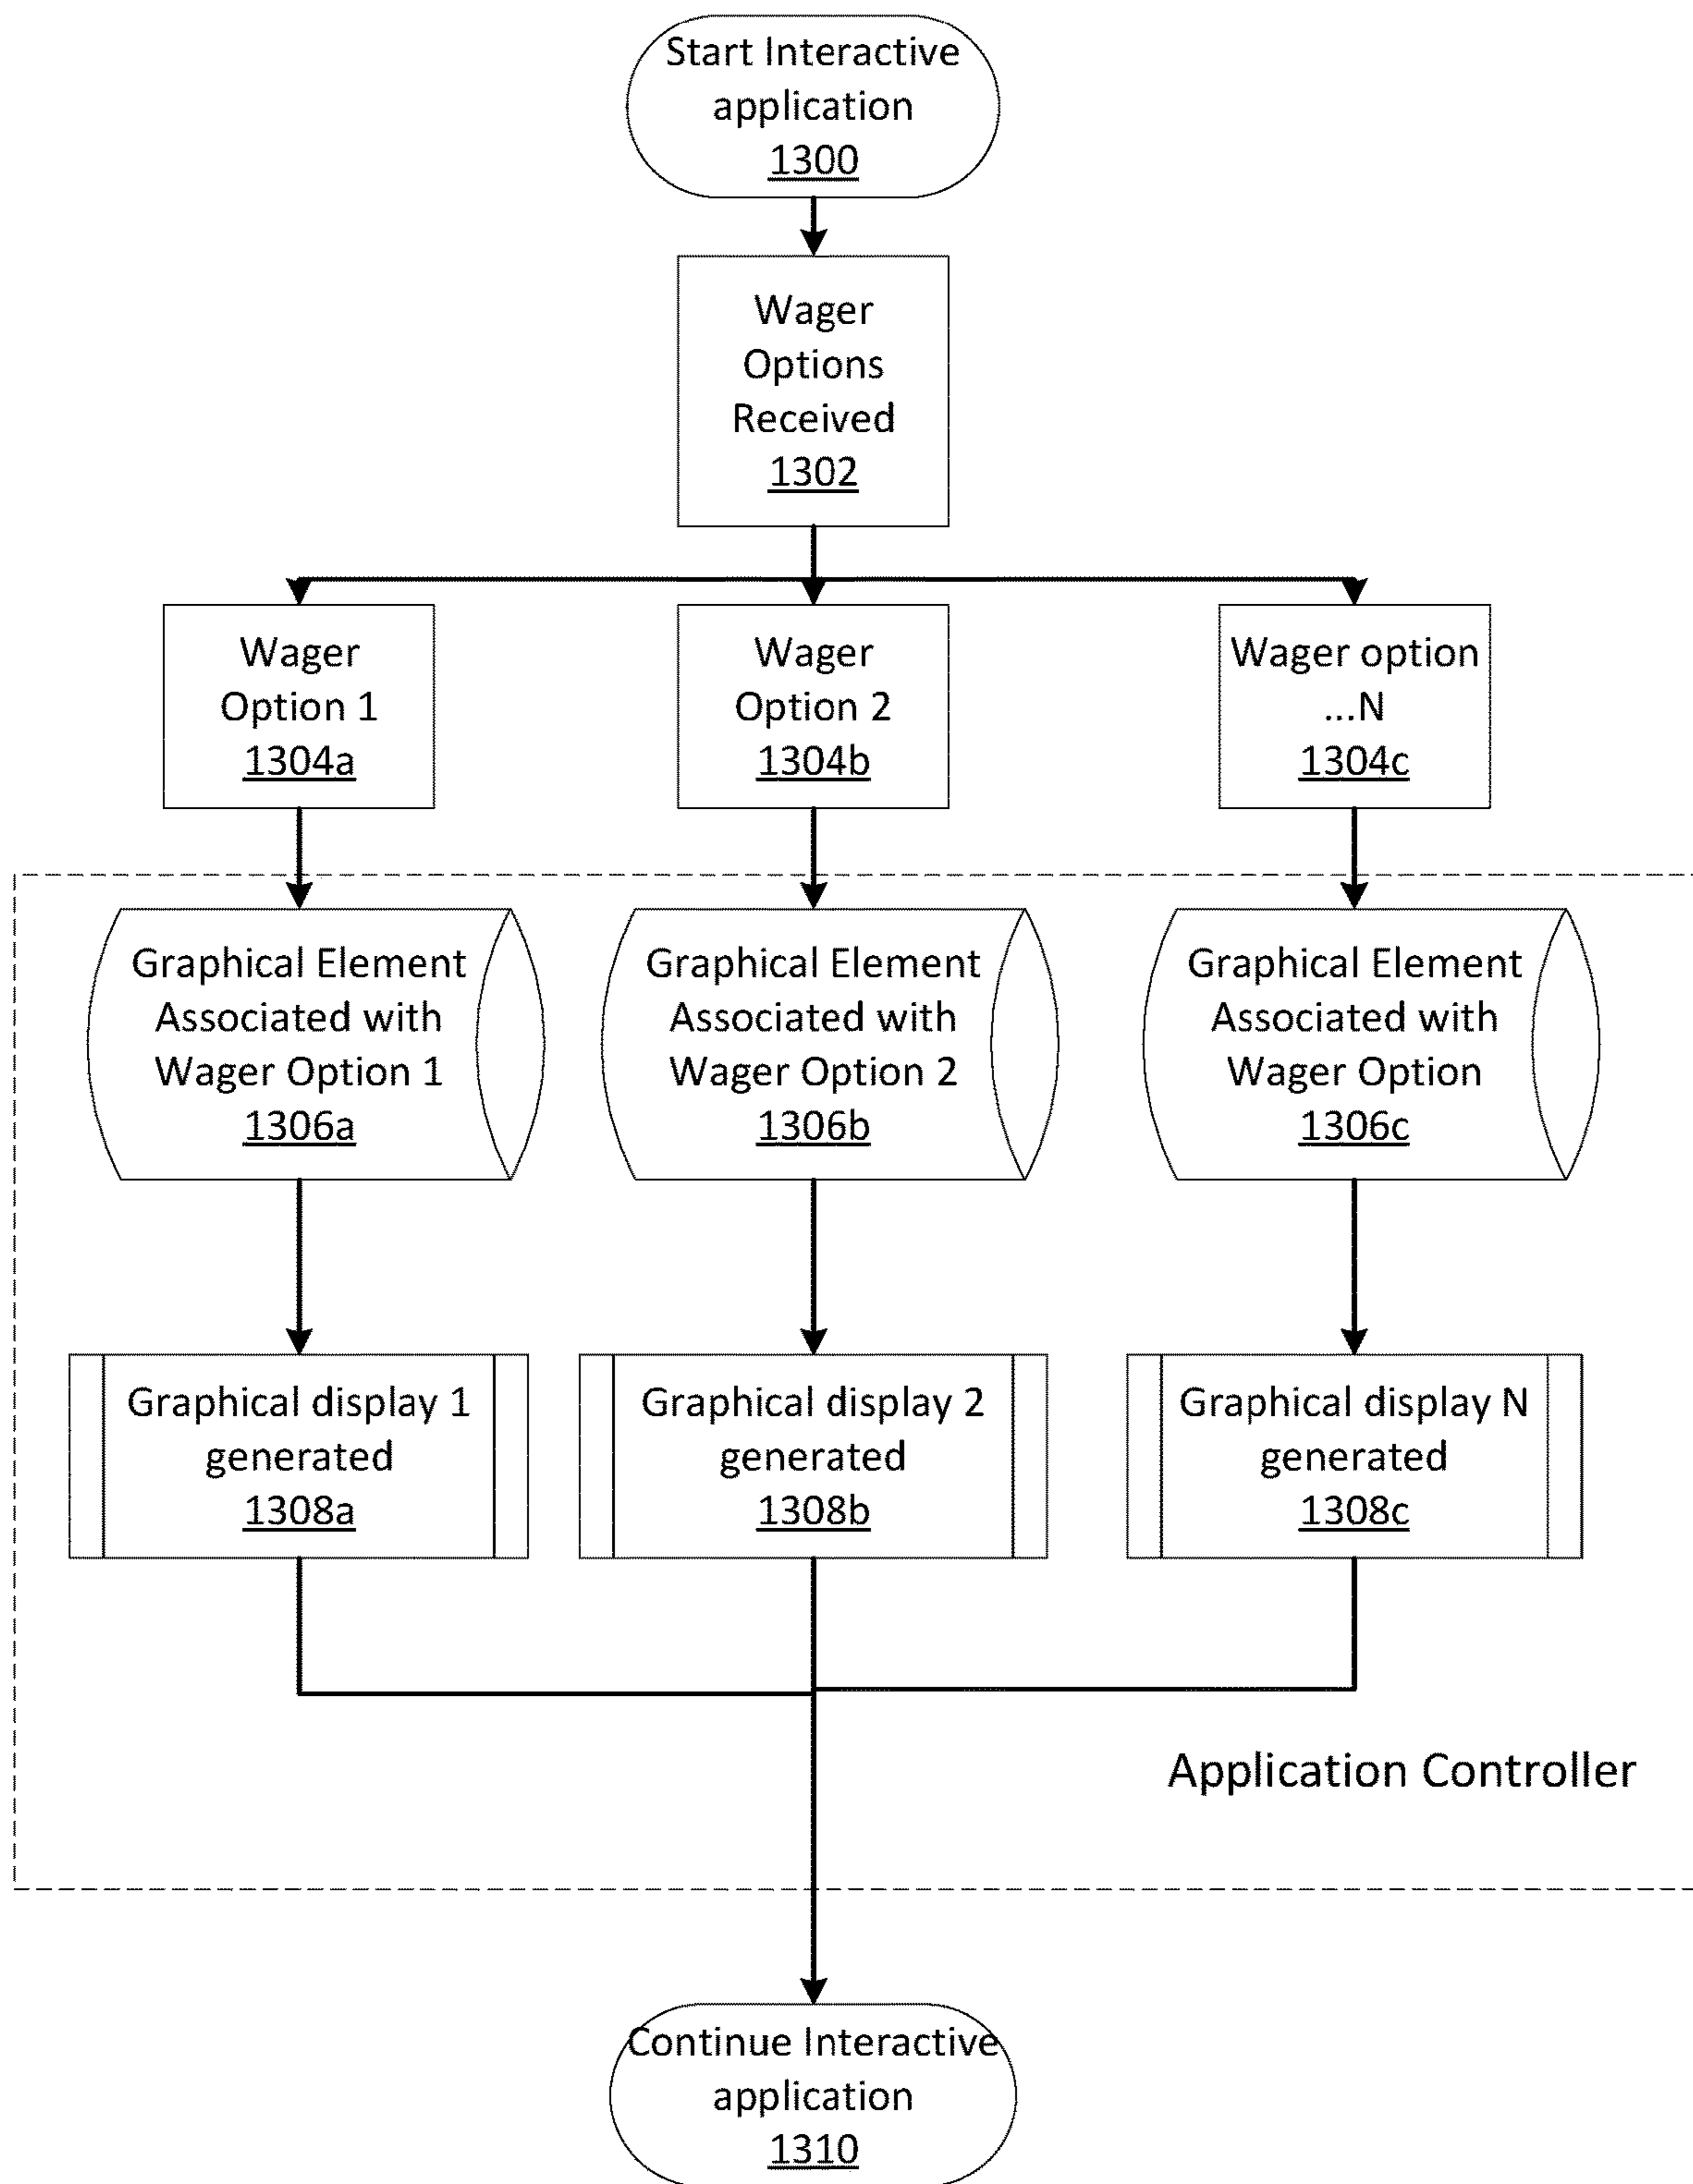 Start Interactive
application
1300
Wager
Options
Received
1302
Wager
Option 1
1304a
Wager
Option 2
1304b
Wager option
...N
1304c
Graphical Element
Associated with
Wager Option 1
1306a
Graphical Element
Associated with
Wager Option 2
1306b
Graphical Element
Associated with
Wager Option
1306c
Graphical display 1
generated
1308a
Graphical display 2
generated
1308b
Graphical display N
generated
1308c
Application Controller
Continue Interactive
application
1310